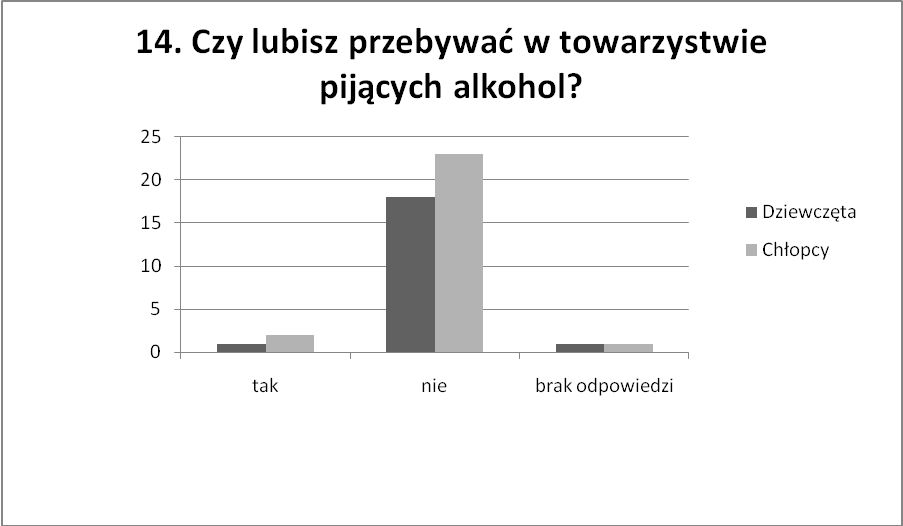 14. Czy lubisz przebywać w towarzystwie
pijących alkohol?
25
20
15
10
5
0
tak
nie
brak odpowiedzi
Dziewczęta
Chłopcy